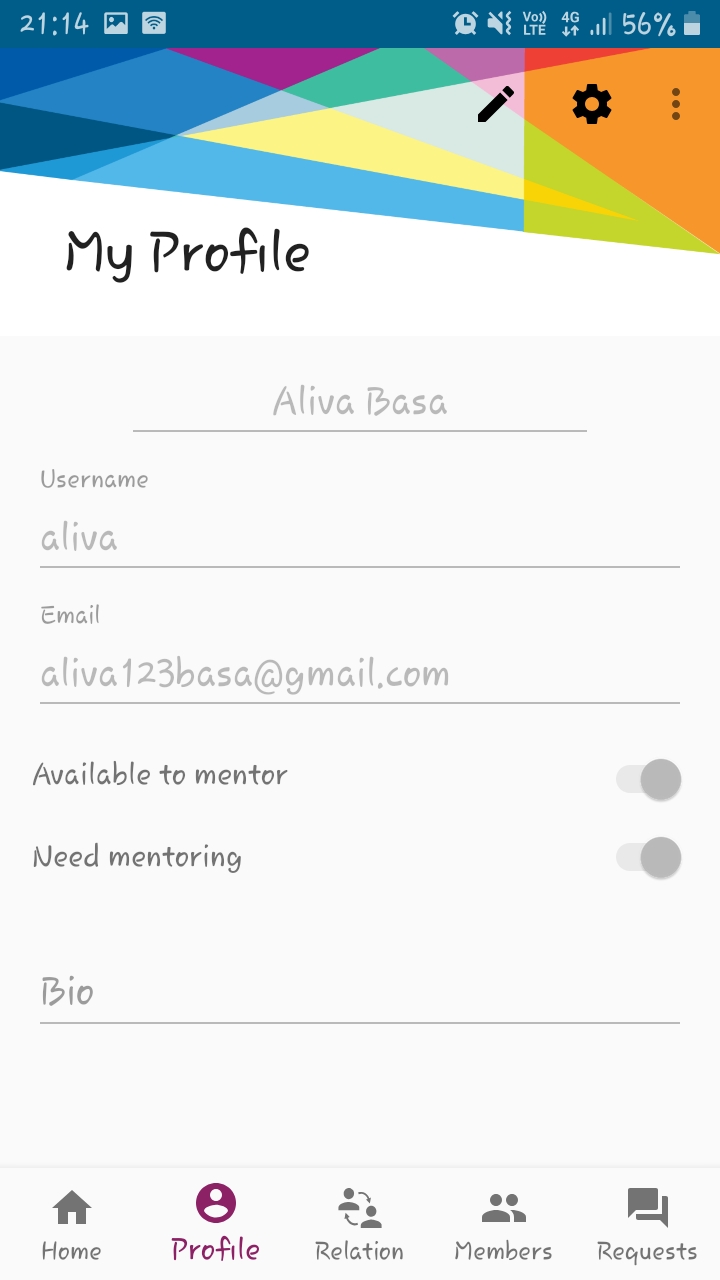 21:14 Vo)) LTE 4G 56%
My Profile
Aliva Basa
Username
aliva
Email
aliva123basa@gmail.com
Available to mentor
Need mentoring
Bio
Home Profile Relation Members Requests